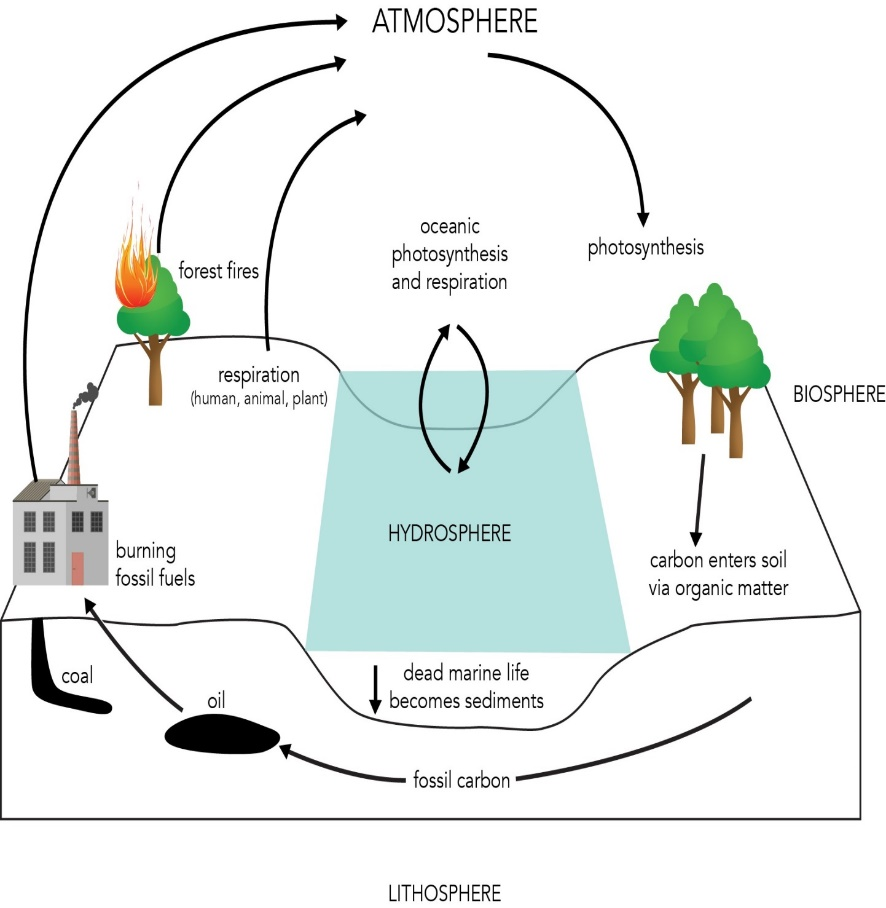 ATMOSPHERE
oceanic
photosynthesis
and respiration
photosynthesis
forest fires
respiration
(human, animal, plant)
BIOSPHERE
HYDROSPHERE
burning
fossil fuels
carbon enters soil
via organic matter
coal
oil
dead marine life
becomes sediments
fossil carbon
LITHOSPHERE